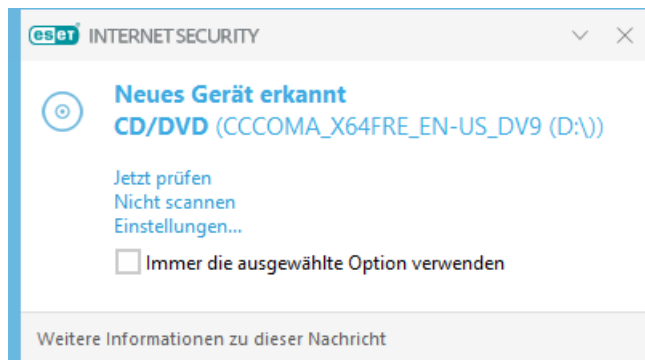 eset INTERNET SECURITY
Neues Gerät erkannt
CD/DVD (CCCOMA_X64FRE_EN-US_DV9 (D:\))
Jetzt prüfen
Nicht scannen
Einstellungen...
Immer die ausgewählte Option verwenden
Weitere Informationen zu dieser Nachricht